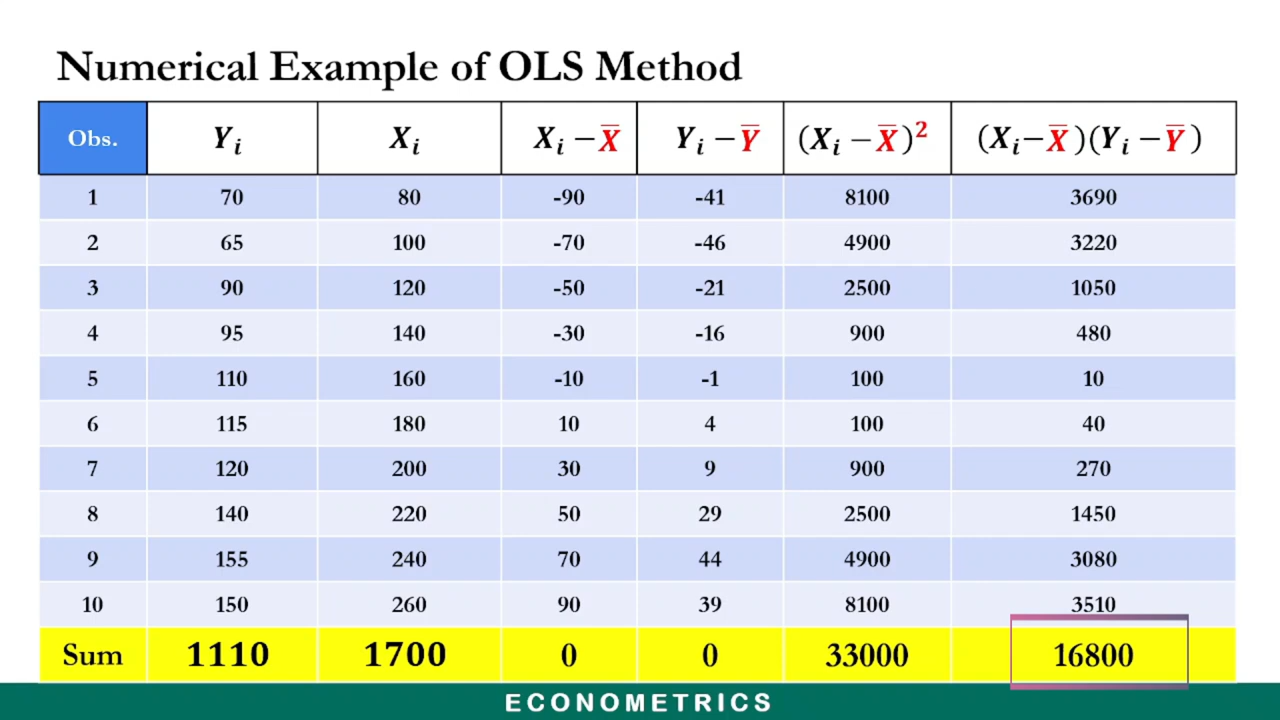 Numerical Example of OLS Method
Obs. Yᵢ Xᵢ Xᵢ − X̅ Yᵢ − Y̅ (Xᵢ − X̅)² (Xᵢ − X̅)(Yᵢ − Y̅)
1 70 80 -90 -41 8100 3690
2 65 100 -70 -46 4900 3220
3 90 120 -50 -21 2500 1050
4 95 140 -30 -16 900 480
5 110 160 -10 -1 100 10
6 115 180 10 4 100 40
7 120 200 30 9 900 270
8 140 220 50 29 2500 1450
9 155 240 70 44 4900 3080
10 150 260 90 39 8100 3510
Sum 1110 1700 0 0 33000 16800
ECONOMETRICS